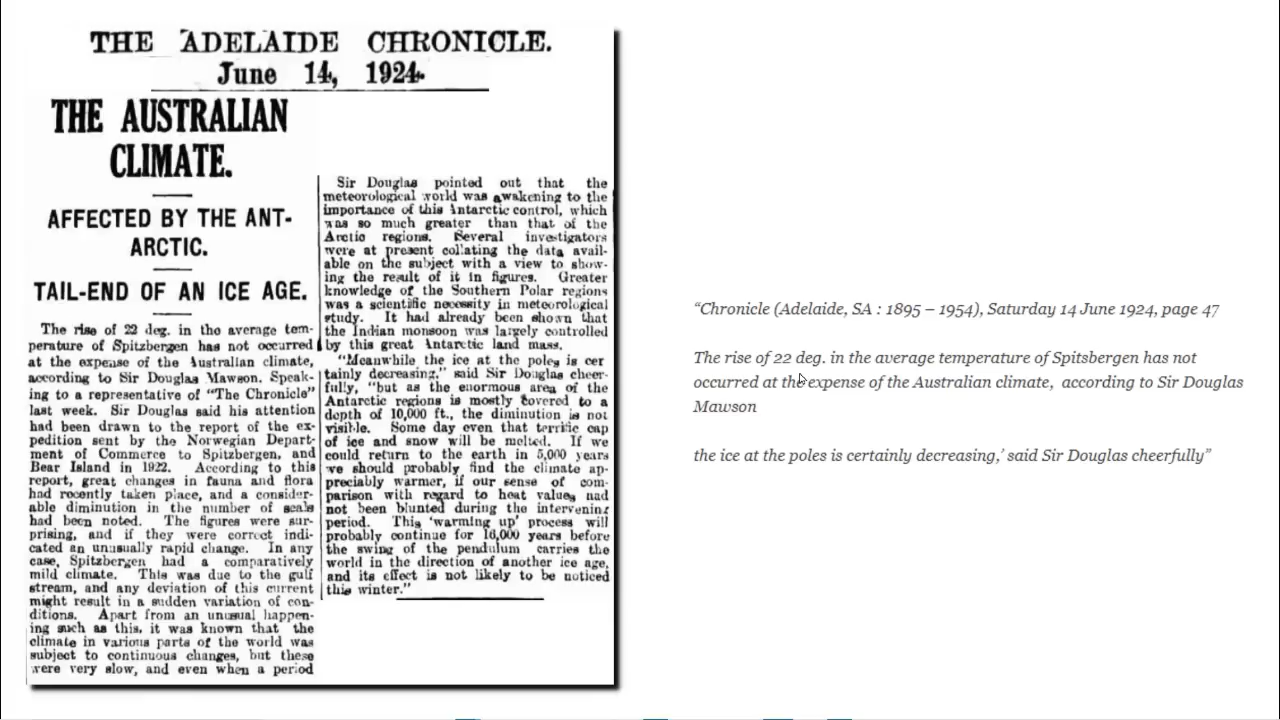 THE ADELAIDE CHRONICLE.
June 14, 1924.
THE AUSTRALIAN
CLIMATE.
AFFECTED BY THE ANT-
ARCTIC.
TAIL-END OF AN ICE AGE.
The rise of 22 deg. in the average tem-
perature of Spitzbergen has not occurred
at the expense of the Australian climate,
according to Sir Douglas Mawson. Speak-
ing to a representative of "The Chronicle"
last week. Sir Douglas said his attention
had been drawn to the report of the ex-
pedition sent by the Norwegian Depart-
ment of Commerce to Spitzbergen, and
Bear Island in 1922. According to this
report, great changes in fauna and flora
had recently taken place, and a consider-
able diminution in the number of seals
had been noted. The figures were sur-
prising, and if they were correct indi-
cated an unusually rapid change. In any
case, Spitzbergen had a comparatively
mild climate. This was due to the gulf
stream, and any deviation of this current
might result in a sudden variation of con-
ditions. Apart from an unusual happen-
ing such as this, it was known that the
climate in various parts of the world was
subject to continuous changes, but these
were very slow, and even when a period
Sir Douglas pointed out that the
meteorological world was awakening to the
importance of this Antarctic control, which
was so much greater than that of the
Arctic regions. Several investigators
were at present collating the data avail-
able on the subject with a view to show-
ing the result of it in figures. Greater
knowledge of the Southern Polar regions
was a scientific necessity in meteorological
study. It had already been shown that
the Indian monsoon was largely controlled
by this great Antarctic land mass.
"Meanwhile the ice at the poles is cer
tainly decreasing." said Sir Douglas cheer-
fully, "but as the enormous area of the
Antarctic regions is mostly covered to a
depth of 10,000 ft., the diminution is not
visible. Some day even that terrific cap
of ice and snow will be melted. If we
could return to the earth in 5,000 years
we should probably find the climate ap-
preciably warmer, if our sense of com-
parison with regard to heat values had
not been blunted during the intervening
period. This 'warming up' process will
probably continue for 16,000 years before
the swing of the pendulum carries the
world in the direction of another ice age,
and its effect is not likely to be noticed
this winter."
“Chronicle (Adelaide, SA : 1895 – 1954), Saturday 14 June 1924, page 47
The rise of 22 deg. in the average temperature of Spitsbergen has not
occurred at the expense of the Australian climate, according to Sir Douglas
Mawson
the ice at the poles is certainly decreasing,’ said Sir Douglas cheerfully”